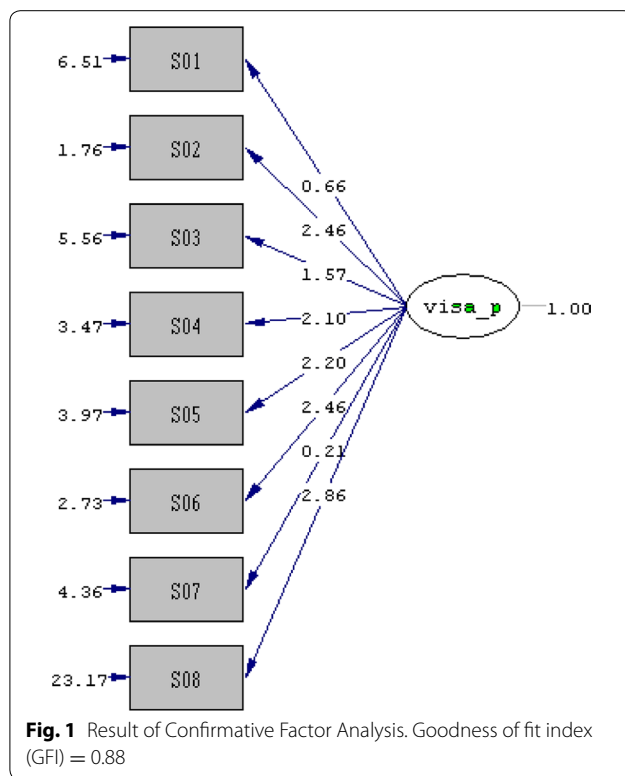 6.51 S01
0.66
1.76 S02
2.46
5.56 S03
1.57
visa_p 1.00
3.47 S04
2.10
2.20
3.97 S05
2.46
0.21
2.73 S06
2.86
4.36 S07
23.17 S08
Fig. 1 Result of Confirmative Factor Analysis. Goodness of fit index
(GFI) = 0.88